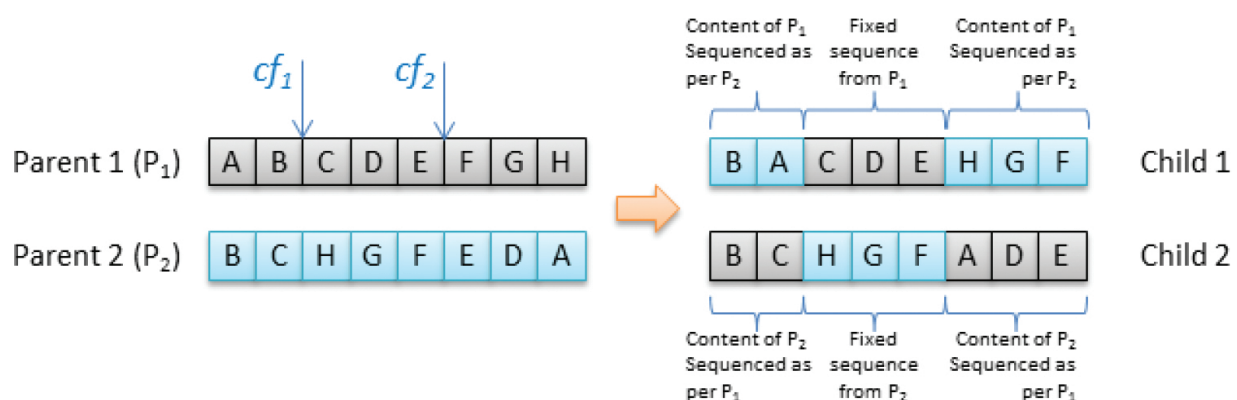 Content of P₁ Fixed Content of P₁
Sequenced as sequence Sequenced as
per P₂ from P₁ per P₂
cf₁ cf₂
Parent 1 (P₁) A B C D E F G H B A C D E H G F Child 1
Parent 2 (P₂) B C H G F E D A B C H G F A D E Child 2
Content of P₂ Fixed Content of P₂
Sequenced as sequence Sequenced as
per P₁ from P₂ per P₁